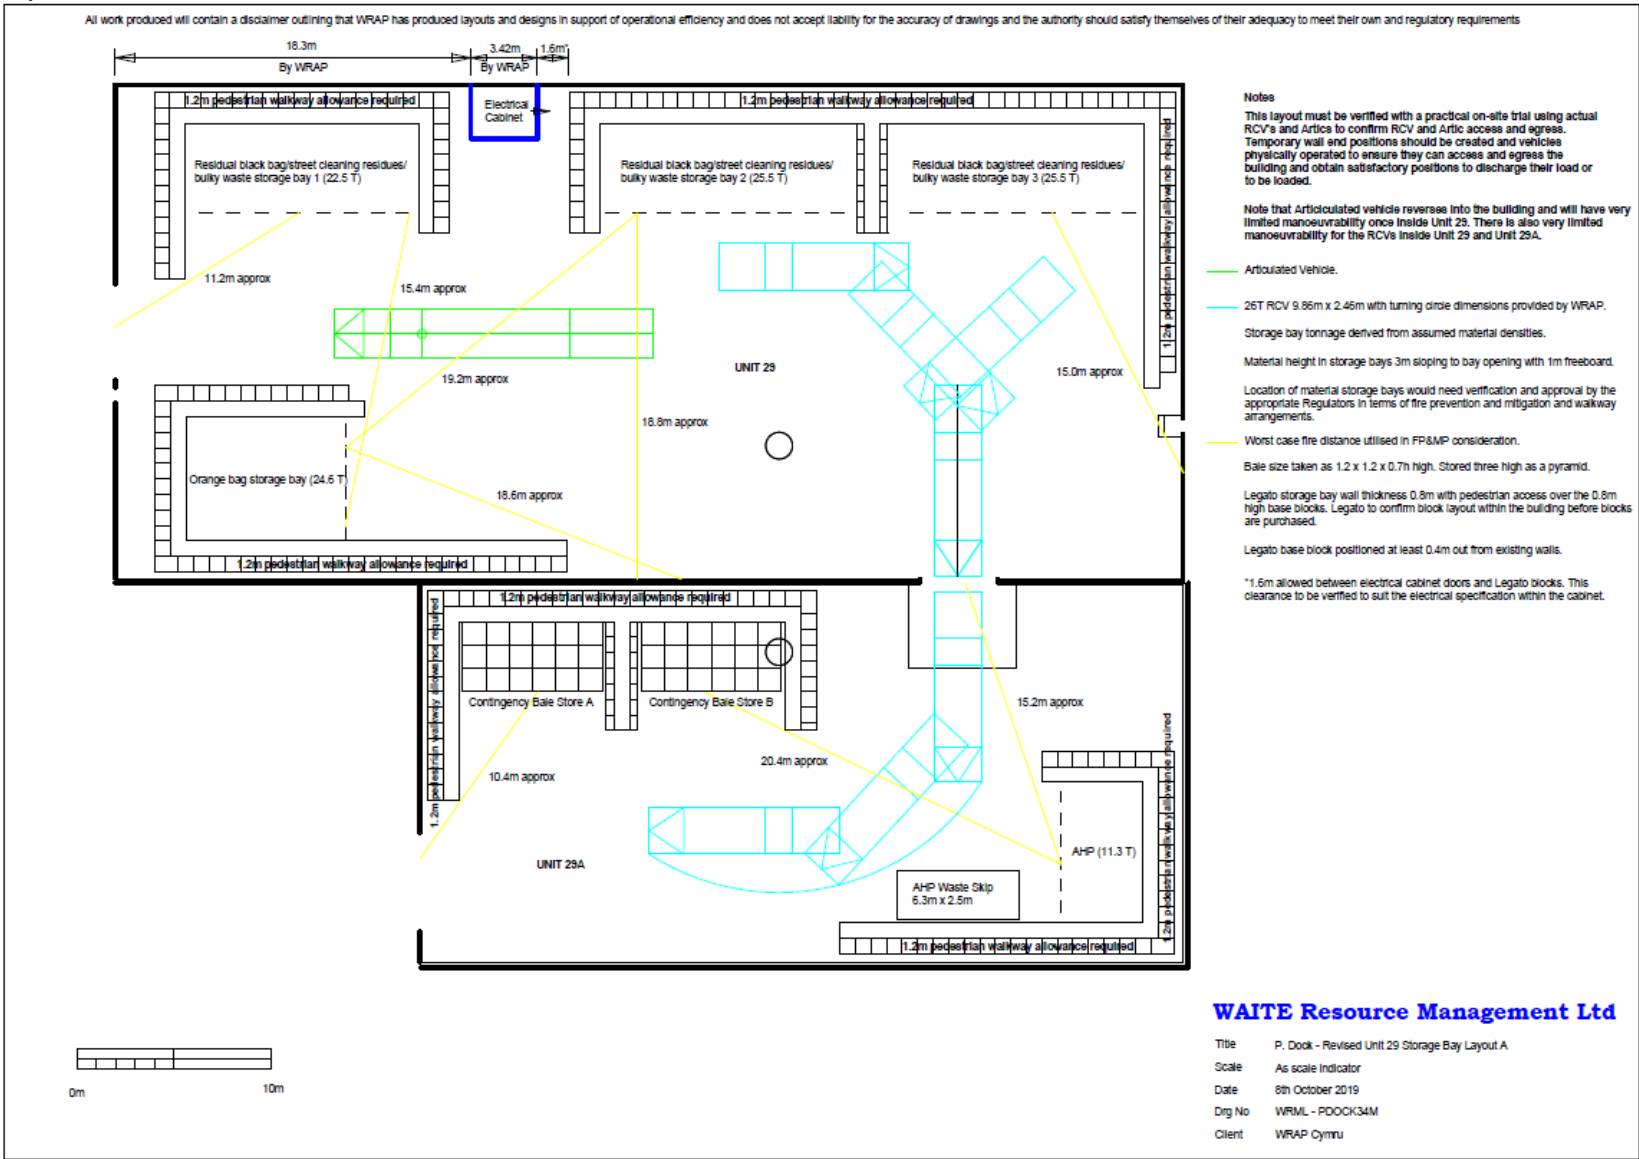 All work produced will contain a disclaimer outlining that WRAP has produced layouts and designs in support of operational efficiency and does not accept liability for the accuracy of drawings and the authority should satisfy themselves of their adequacy to meet their own and regulatory requirements
18.3m
3.42m
1.6m*
By WRAP
By WRAP
1.2m pedestrian walkway allowance required
Electrical
Cabinet
1.2m pedestrian walkway allowance required
Residual black bag/street cleaning residues/
bulky waste storage bay 1 (22.5 T)
Residual black bag/street cleaning residues/
bulky waste storage bay 2 (25.5 T)
Residual black bag/street cleaning residues/
bulky waste storage bay 3 (25.5 T)
1.2m pedestrian walkway allowance required
11.2m approx
15.4m approx
19.2m approx
UNIT 29
15.0m approx
18.8m approx
Orange bag storage bay (24.6 T)
18.6m approx
1.2m pedestrian walkway allowance required
1.2m pedestrian walkway allowance required
1.2m pedestrian walkway allowance required
Contingency Bale Store A
Contingency Bale Store B
15.2m approx
10.4m approx
20.4m approx
1.2m pedestrian walkway allowance required
UNIT 29A
AHP (11.3 T)
AHP Waste Skip
6.3m x 2.5m
1.2m pedestrian walkway allowance required
Notes
This layout must be verified with a practical on-site trial using actual
RCV's and Artics to confirm RCV and Artic access and egress.
Temporary wall end positions should be created and vehicles
physically operated to ensure they can access and egress the
building and obtain satisfactory positions to discharge their load or
to be loaded.
Note that Articiculated vehicle reverses into the building and will have very
limited manoeuvrability once inside Unit 29. There is also very limited
manoeuvrability for the RCVs inside Unit 29 and Unit 29A.
Articulated Vehicle.
26T RCV 9.86m x 2.46m with turning circle dimensions provided by WRAP.
Storage bay tonnage derived from assumed material densities.
Material height in storage bays 3m sloping to bay opening with 1m freeboard.
Location of material storage bays would need verification and approval by the
appropriate Regulators in terms of fire prevention and mitigation and walkway
arrangements.
Worst case fire distance utilised in FP&MP consideration.
Bale size taken as 1.2 x 1.2 x 0.7h high. Stored three high as a pyramid.
Legato storage bay wall thickness 0.8m with pedestrian access over the 0.8m
high base blocks. Legato to confirm block layout within the building before blocks
are purchased.
Legato base block positioned at least 0.4m out from existing walls.
*1.6m allowed between electrical cabinet doors and Legato blocks. This
clearance to be verified to suit the electrical specification within the cabinet.
WAITE Resource Management Ltd
Title P. Dock - Revised Unit 29 Storage Bay Layout A
Scale As scale indicator
Date 8th October 2019
Drg No WRML - PDOCK34M
Client WRAP Cymru
0m
10m